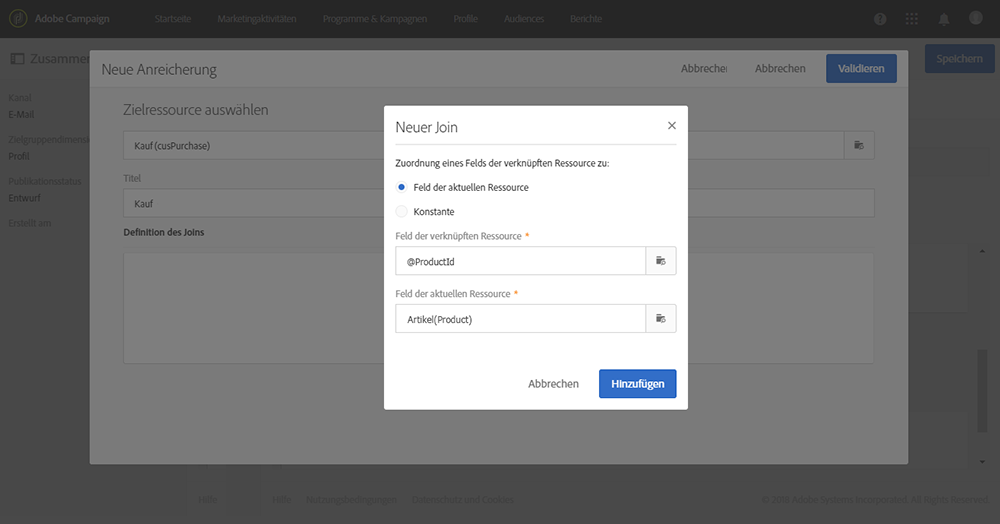 Adobe Campaign
Startseite
Marketingaktivitäten
Programme & Kampagnen
Profile
Audiences
Berichte
Zusammen
Speichern
Kanal
E-Mail
Zielgruppendimensk
Profil
Publikationsstatus
Entwurf
Erstellt am
Neue Anreicherung
Abbrechen
Abbrechen
Validieren
Zielressource auswählen
Kauf (cusPurchase)
Titel
Kauf
Definition des Joins
Neuer Join
Zuordnung eines Felds der verknüpften Ressource zu:
Feld der aktuellen Ressource
Konstante
Feld der verknüpften Ressource *
@ProductId
Feld der aktuellen Ressource *
Artikel(Product)
Abbrechen
Hinzufügen
Hilfe
Hilfe
Nutzungsbedingungen
Datenschutz und Cookies
© 2018 Adobe Systems Incorporated. All Rights Reserved.